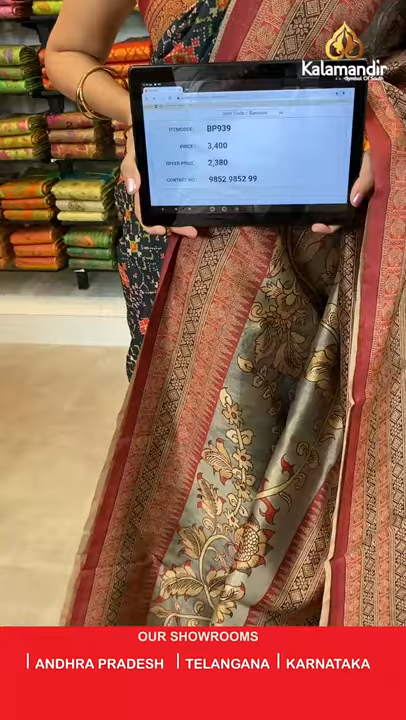 Kalamandir
Symbol Of South
ITEMCODE: BP939
PRICE: 3,400
OFFER PRICE: 2,380
CONTACT NO: 9852 9852 99
OUR SHOWROOMS
| ANDHRA PRADESH | TELANGANA | KARNATAKA